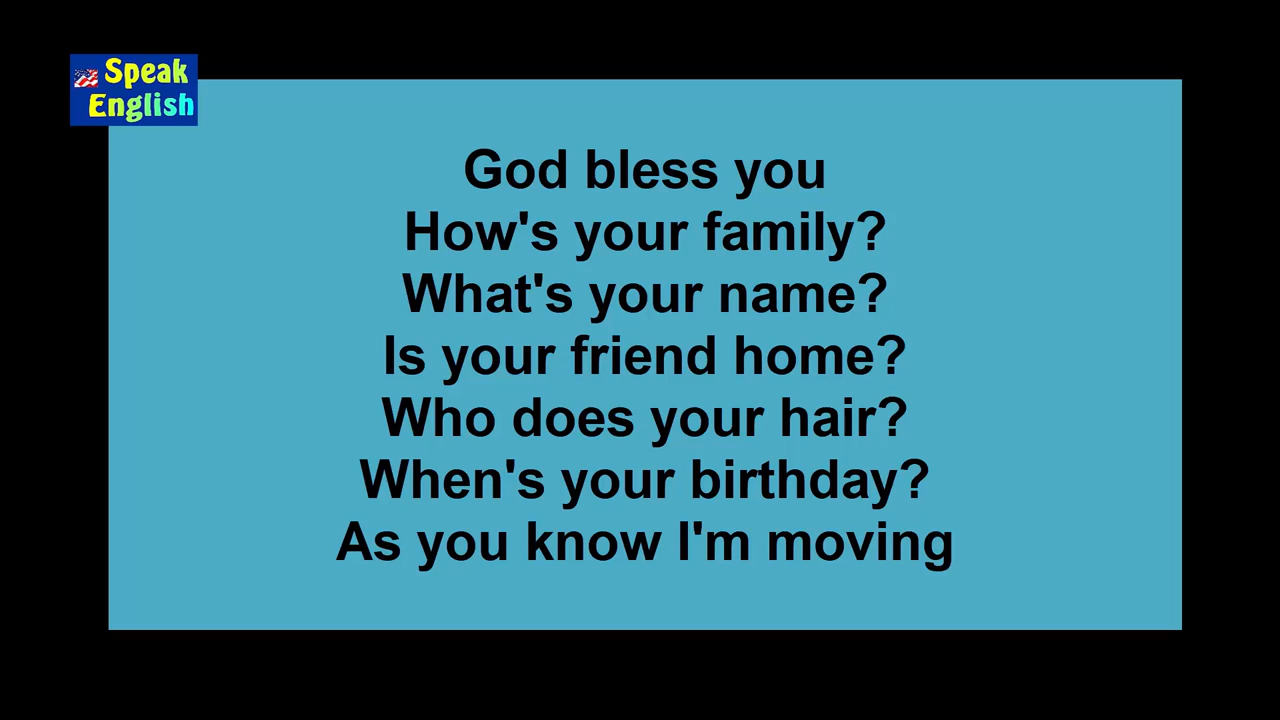 Speak
English
God bless you
How's your family?
What's your name?
Is your friend home?
Who does your hair?
When's your birthday?
As you know I'm moving